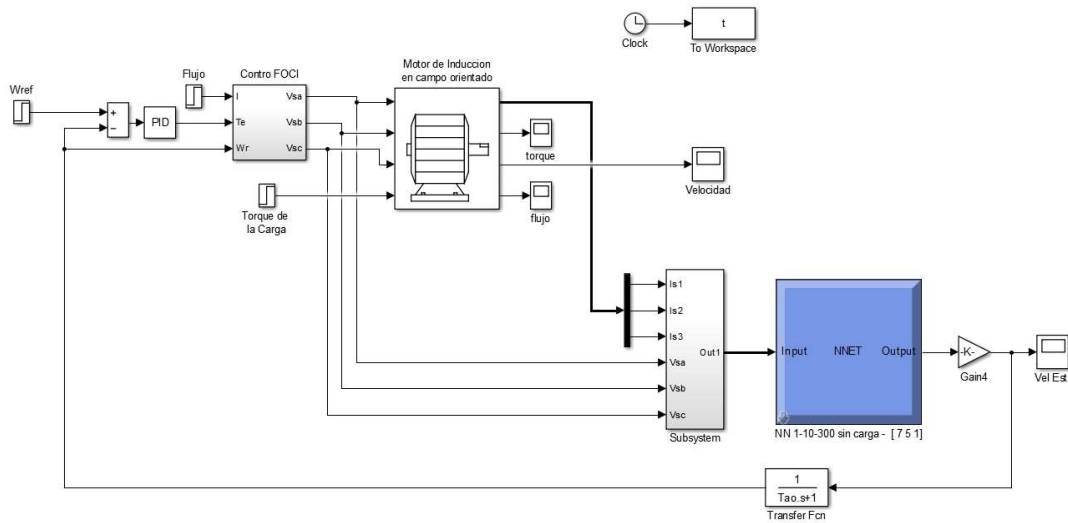 t
Clock
To Workspace
Motor de Induccion
en campo orientado
Wref
Flujo
Contro FOCI
+
−
PID
I
Te
Wr
Vsa
Vsb
Vsc
torque
Velocidad
flujo
Torque de
la Carga
Is1
Is2
Is3
Vsa
Vsb
Vsc
Out1
Subsystem
Input
NNET
Output
NN 1-10-300 sin carga - [ 7 5 1]
-K-
Gain4
Vel Est
1
Tao.s+1
Transfer Fcn